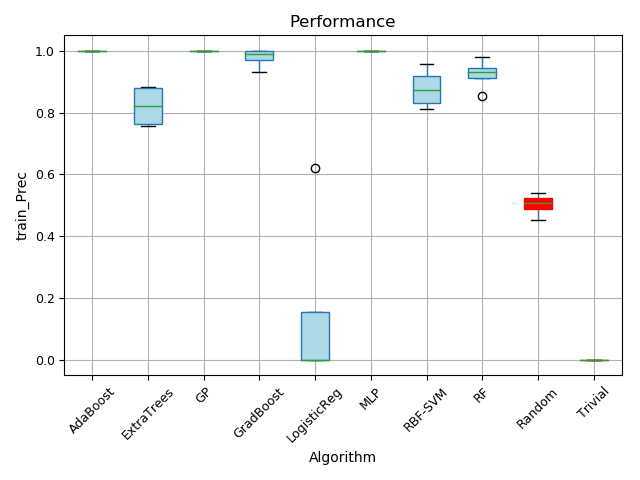 Performance
train_Prec
1.0
0.8
0.6
0.4
0.2
0.0
AdaBoost
ExtraTrees
GP
GradBoost
LogisticReg
MLP
RBF-SVM
RF
Random
Trivial
Algorithm